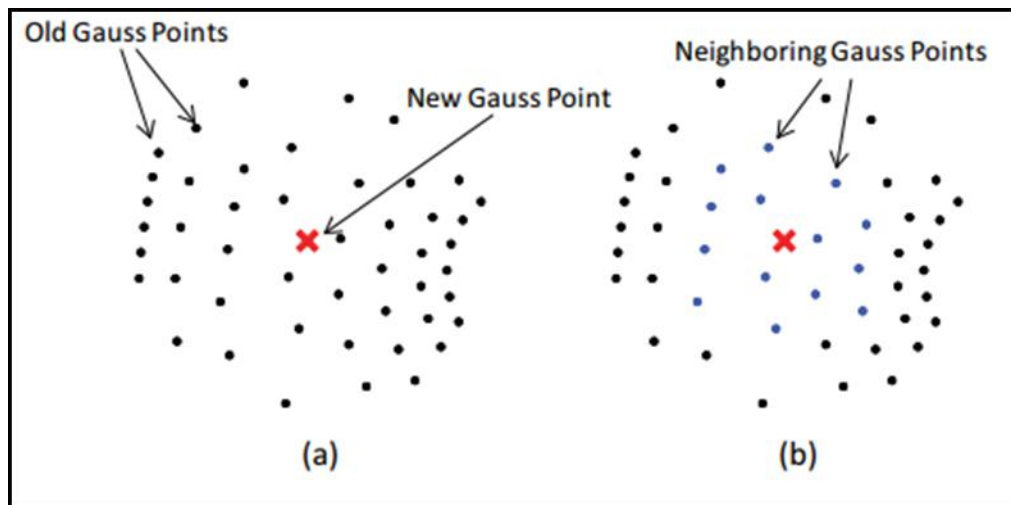 Old Gauss Points
New Gauss Point
Neighboring Gauss Points
(a)
(b)